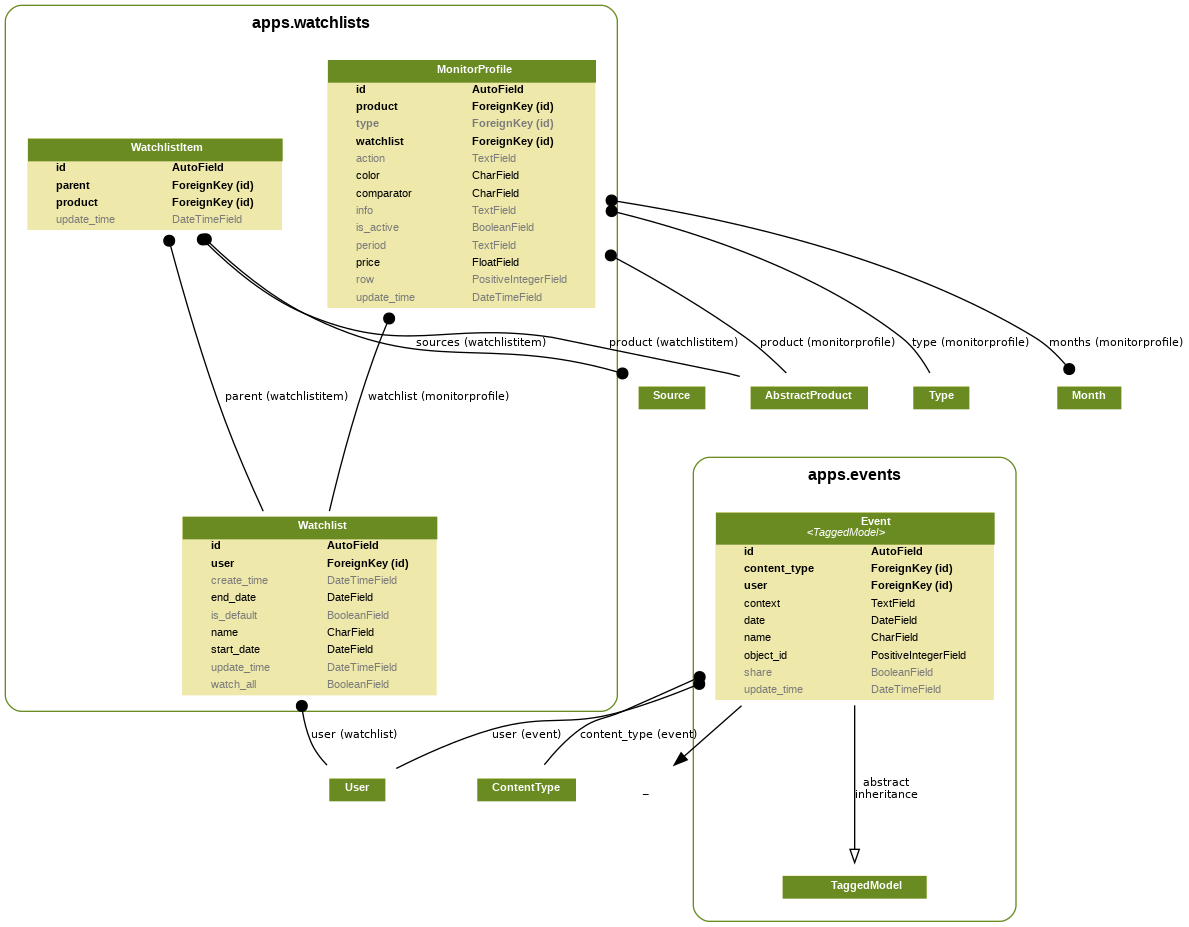 apps.watchlists
MonitorProfile
id AutoField
product ForeignKey (id)
type ForeignKey (id)
watchlist ForeignKey (id)
action TextField
color CharField
comparator CharField
info TextField
is_active BooleanField
period TextField
price FloatField
row PositiveIntegerField
update_time DateTimeField
WatchlistItem
id AutoField
parent ForeignKey (id)
product ForeignKey (id)
update_time DateTimeField
sources (watchlistitem)
product (watchlistitem)
product (monitorprofile)
type (monitorprofile)
months (monitorprofile)
parent (watchlistitem)
watchlist (monitorprofile)
Source
AbstractProduct
Type
Month
Watchlist
id AutoField
user ForeignKey (id)
create_time DateTimeField
end_date DateField
is_default BooleanField
name CharField
start_date DateField
update_time DateTimeField
watch_all BooleanField
apps.events
Event
<TaggedModel>
id AutoField
content_type ForeignKey (id)
user ForeignKey (id)
context TextField
date DateField
name CharField
object_id PositiveIntegerField
share BooleanField
update_time DateTimeField
user (watchlist)
user (event)
content_type (event)
abstract
inheritance
User
ContentType
_
TaggedModel